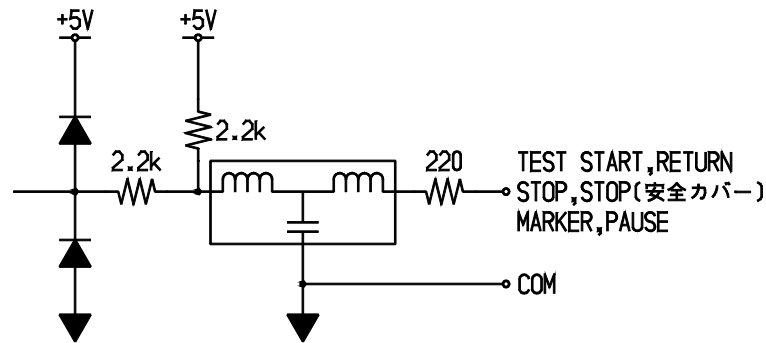 +5V
+5V
2.2k
2.2k
220
TEST START,RETURN
STOP,STOP(安全カバー)
MARKER,PAUSE
COM